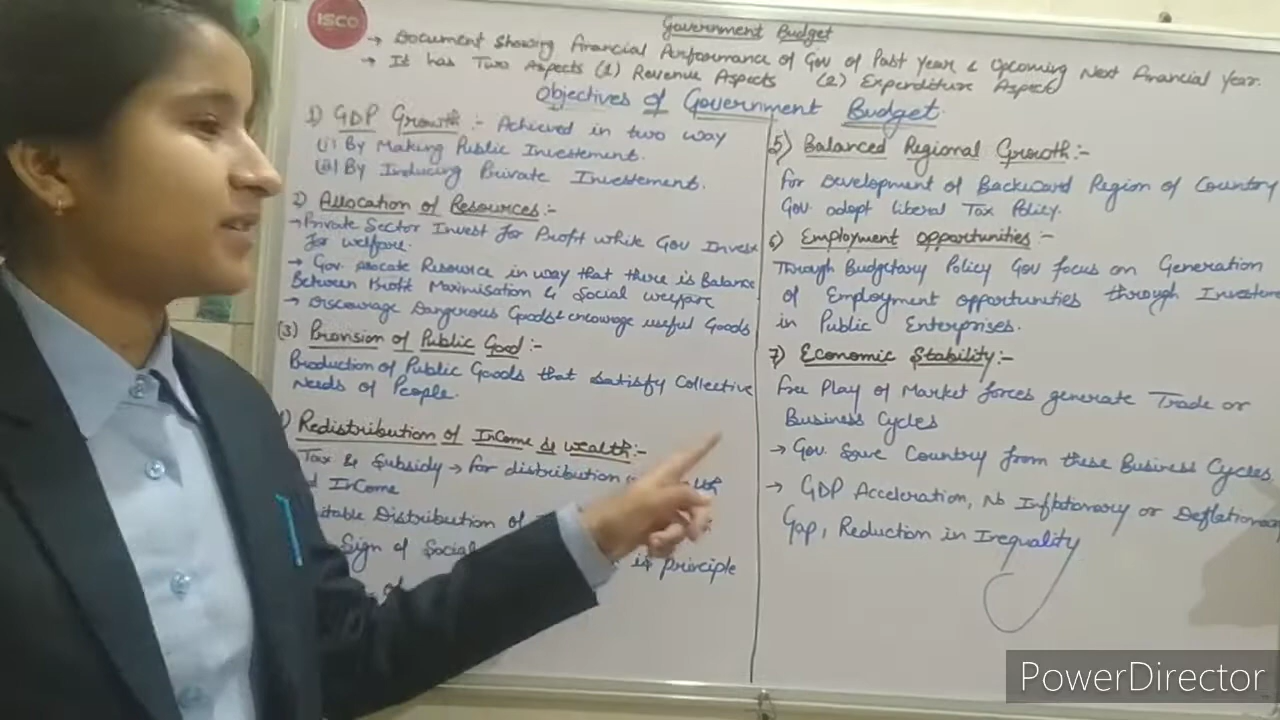 ISCO
Government Budget
→ Document showing Financial Performance of Gov of Past Year & Upcoming Next Financial Year.
→ It has Two Aspects (1) Revenue Aspects (2) Expenditure Aspect
Objectives of Government Budget.
1) GDP Growth :- Achieved in two way
(i) By Making Public Investement.
(ii) By Inducing Private Investement.
2) Allocation of Resources:-
→ Private Sector Invest for Profit while Gov Invest
for welfare.
→ Gov. Allocate Resource in way that there is Balance
Between Profit Maximisation & Social welfare
→ Discourage Dangerous Goods & encourage useful Goods
(3) Provision of Public Good:-
Production of Public Goods that satisfy Collective
Needs of People.
) Redistribution of InCome & wealth:-
Tax & Subsidy → for distribution
InCome
Distribution of
Sign of Social is principle
of
5) Balanced Regional Growth:-
For Development of Backward Region of Country
Gov. adopt liberal Tax Policy.
6) Employment opportunities :-
Through Budgetary Policy Gov focus on Generation
of Employment opportunities through Investem
in Public Enterprises.
7) Economic Stability:-
Free Play of Market forces generate Trade or
Business Cycles
→ Gov. Save Country from these Business Cycles.
→ GDP Acceleration, No Inflationary or Deflationary
Gap, Reduction in Inequality
PowerDirector